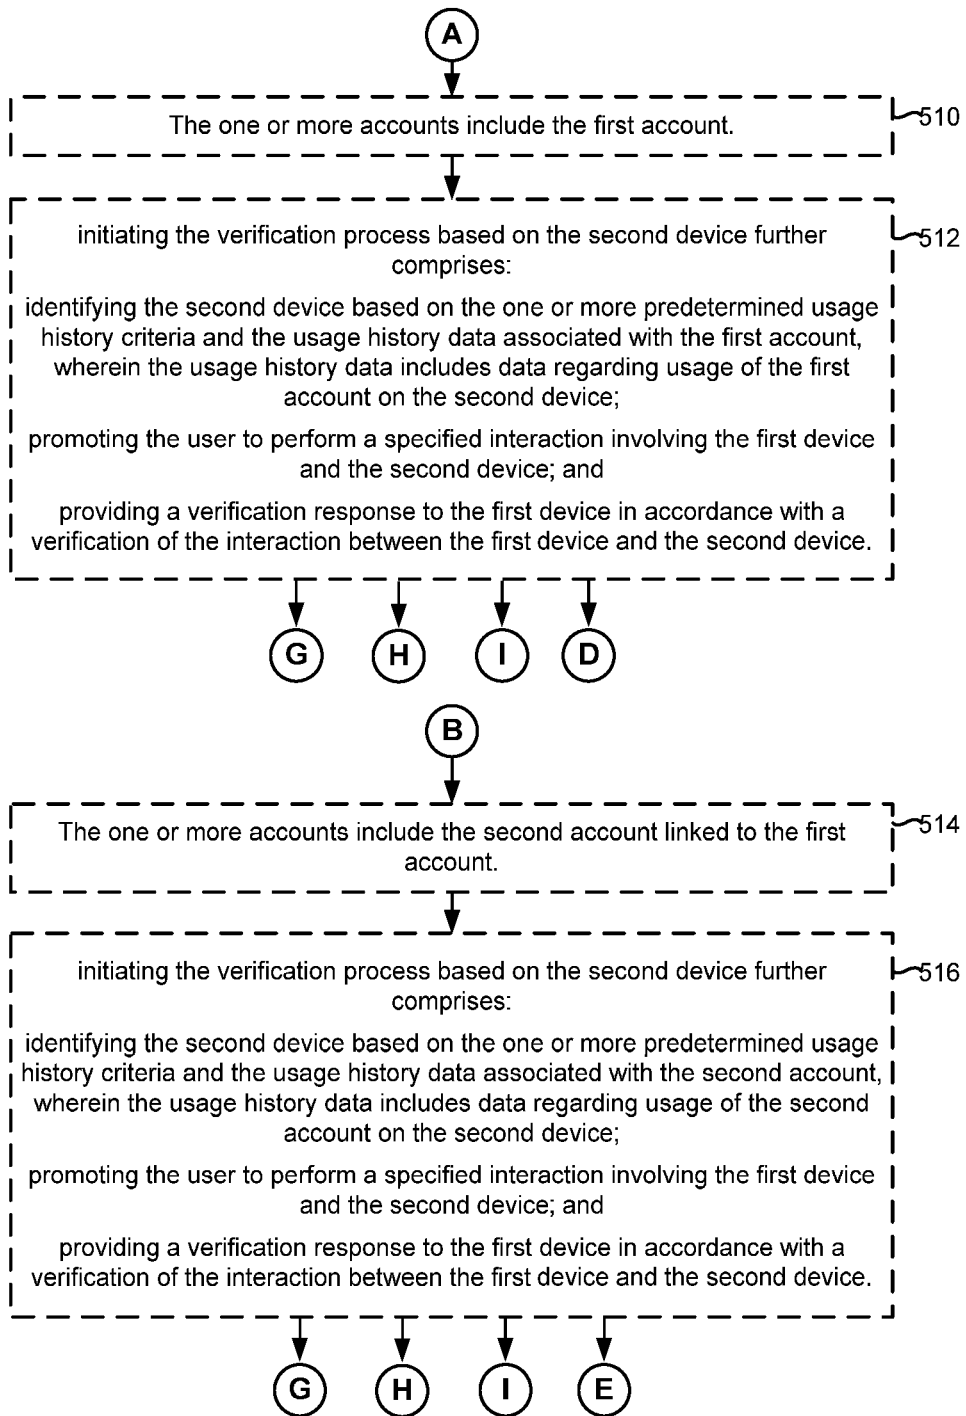 A
The one or more accounts include the first account.
510
initiating the verification process based on the second device further
comprises:
512
identifying the second device based on the one or more predetermined usage
history criteria and the usage history data associated with the first account,
wherein the usage history data includes data regarding usage of the first
account on the second device;
promoting the user to perform a specified interaction involving the first device
and the second device; and
providing a verification response to the first device in accordance with a
verification of the interaction between the first device and the second device.
G H I D
B
The one or more accounts include the second account linked to the first
account.
514
initiating the verification process based on the second device further
comprises:
516
identifying the second device based on the one or more predetermined usage
history criteria and the usage history data associated with the second account,
wherein the usage history data includes data regarding usage of the second
account on the second device;
promoting the user to perform a specified interaction involving the first device
and the second device; and
providing a verification response to the first device in accordance with a
verification of the interaction between the first device and the second device.
G H I E